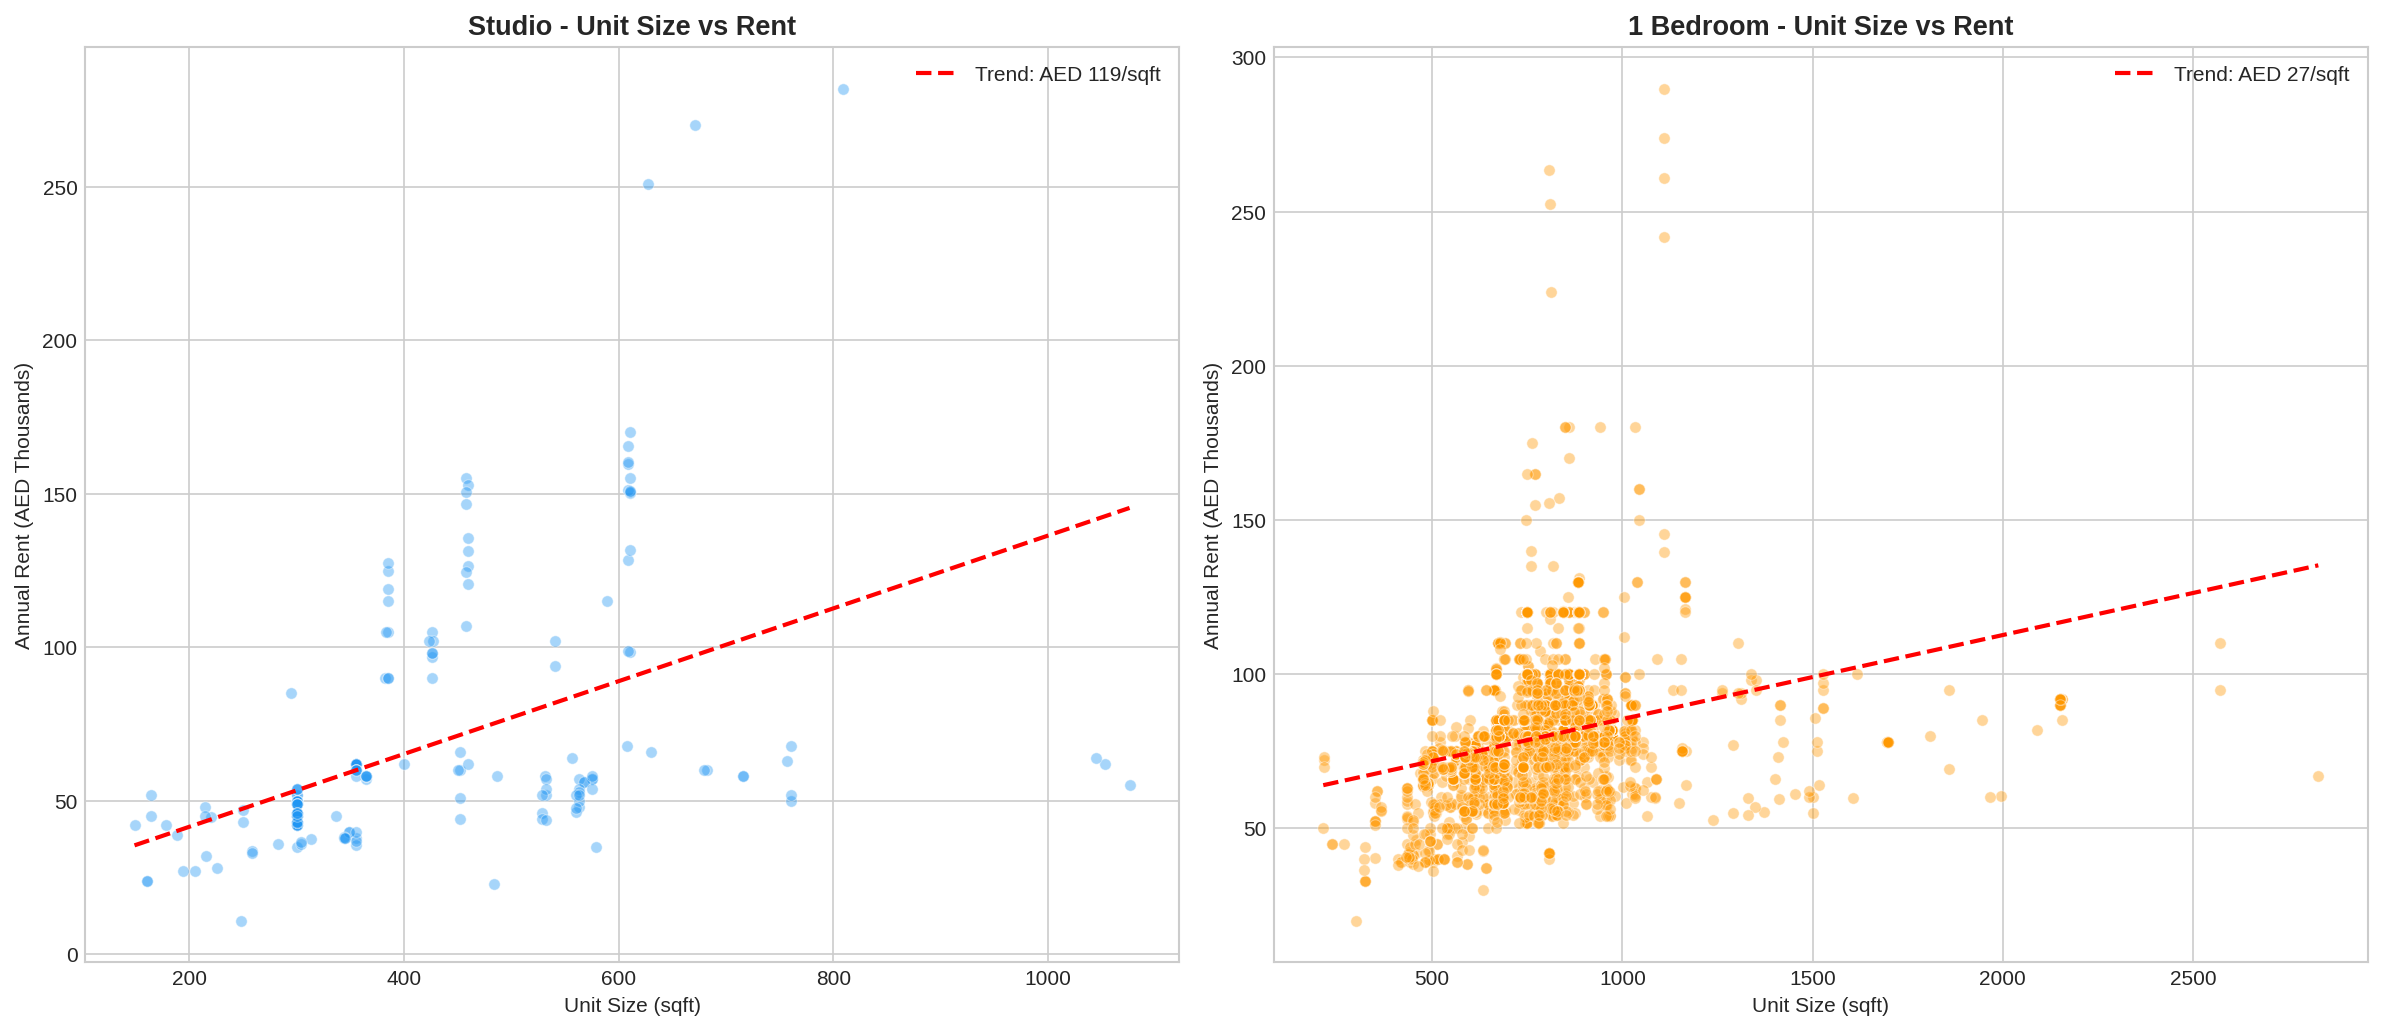 Studio - Unit Size vs Rent
Trend: AED 119/sqft
250
200
150
100
50
0
Annual Rent (AED Thousands)
200 400 600 800 1000
Unit Size (sqft)
1 Bedroom - Unit Size vs Rent
Trend: AED 27/sqft
300
250
200
150
100
50
Annual Rent (AED Thousands)
500 1000 1500 2000 2500
Unit Size (sqft)